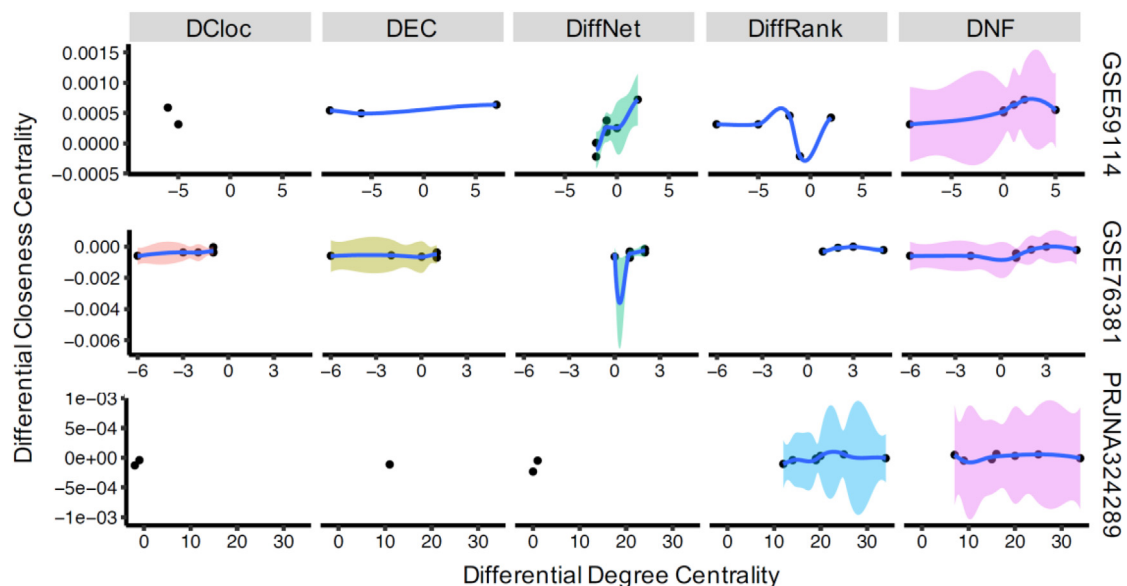 DCloc DEC DiffNet DiffRank DNF
0.0015
0.0010
0.0005
0.0000
−0.0005
−5 0 5 −5 0 5 −5 0 5 −5 0 5 −5 0 5
GSE59114
0.000
−0.002
−0.004
−0.006
−6 −3 0 3 −6 −3 0 3 −6 −3 0 3 −6 −3 0 3 −6 −3 0 3
GSE76381
1e−03
5e−04
0e+00
−5e−04
−1e−03
0 10 20 30 0 10 20 30 0 10 20 30 0 10 20 30 0 10 20 30
PRJNA324289
Differential Closeness Centrality
Differential Degree Centrality